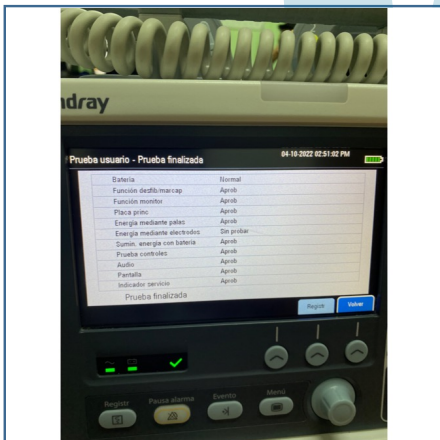 ndray
Prueba usuario - Prueba finalizada 04-10-2022 02:51:02 PM
Batería Normal
Función desfib/marcap Aprob
Función monitor Aprob
Placa princ Aprob
Energía mediante palas Aprob
Energía mediante electrodos Sin probar
Sumin. energía con batería Aprob
Prueba controles Aprob
Audio Aprob
Pantalla Aprob
Indicador servicio Aprob
Prueba finalizada
Registr Volver
Registr Pausa alarma Evento Menú